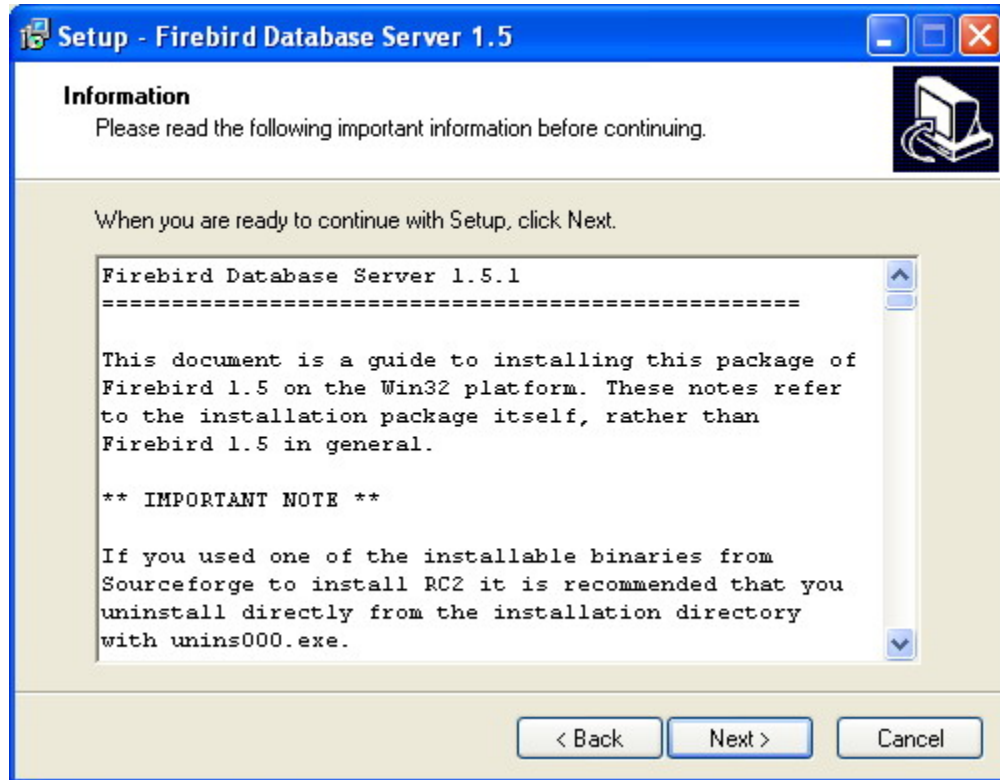 Setup - Firebird Database Server 1.5
Information
Please read the following important information before continuing.
When you are ready to continue with Setup, click Next.
Firebird Database Server 1.5.1
==================================================
This document is a guide to installing this package of
Firebird 1.5 on the Win32 platform. These notes refer
to the installation package itself, rather than
Firebird 1.5 in general.
** IMPORTANT NOTE **
If you used one of the installable binaries from
Sourceforge to install RC2 it is recommended that you
uninstall directly from the installation directory
with unins000.exe.
< Back
Next >
Cancel